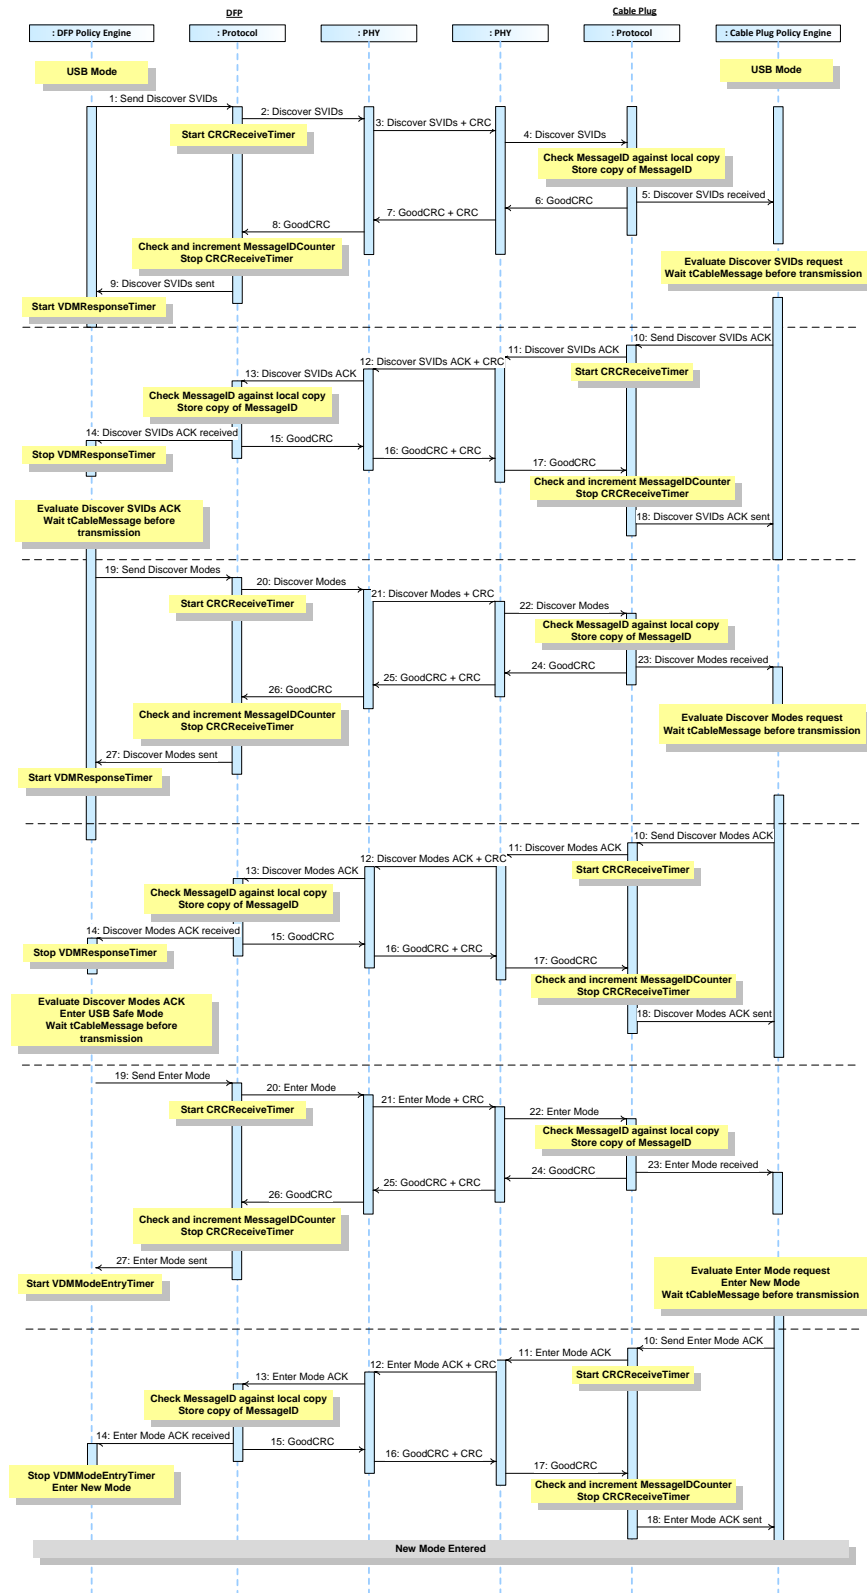 DFP
Cable Plug
: DFP Policy Engine
: Protocol
: PHY
: PHY
: Protocol
: Cable Plug Policy Engine
USB Mode
USB Mode
1: Send Discover SVIDs
2: Discover SVIDs
Start CRCReceiveTimer
3: Discover SVIDs + CRC
4: Discover SVIDs
Check MessageID against local copy
Store copy of MessageID
5: Discover SVIDs received
6: GoodCRC
7: GoodCRC + CRC
8: GoodCRC
Check and increment MessageIDCounter
Stop CRCReceiveTimer
Evaluate Discover SVIDs request
Wait tCableMessage before transmission
9: Discover SVIDs sent
Start VDMResponseTimer
10: Send Discover SVIDs ACK
11: Discover SVIDs ACK
Start CRCReceiveTimer
12: Discover SVIDs ACK + CRC
13: Discover SVIDs ACK
Check MessageID against local copy
Store copy of MessageID
14: Discover SVIDs ACK received
15: GoodCRC
Stop VDMResponseTimer
16: GoodCRC + CRC
17: GoodCRC
Check and increment MessageIDCounter
Stop CRCReceiveTimer
18: Discover SVIDs ACK sent
Evaluate Discover SVIDs ACK
Wait tCableMessage before
transmission
19: Send Discover Modes
20: Discover Modes
Start CRCReceiveTimer
21: Discover Modes + CRC
22: Discover Modes
Check MessageID against local copy
Store copy of MessageID
23: Discover Modes received
24: GoodCRC
25: GoodCRC + CRC
26: GoodCRC
Check and increment MessageIDCounter
Stop CRCReceiveTimer
Evaluate Discover Modes request
Wait tCableMessage before transmission
27: Discover Modes sent
Start VDMResponseTimer
10: Send Discover Modes ACK
11: Discover Modes ACK
Start CRCReceiveTimer
12: Discover Modes ACK + CRC
13: Discover Modes ACK
Check MessageID against local copy
Store copy of MessageID
14: Discover Modes ACK received
15: GoodCRC
Stop VDMResponseTimer
16: GoodCRC + CRC
17: GoodCRC
Check and increment MessageIDCounter
Stop CRCReceiveTimer
18: Discover Modes ACK sent
Evaluate Discover Modes ACK
Enter USB Safe Mode
Wait tCableMessage before
transmission
19: Send Enter Mode
20: Enter Mode
Start CRCReceiveTimer
21: Enter Mode + CRC
22: Enter Mode
Check MessageID against local copy
Store copy of MessageID
23: Enter Mode received
24: GoodCRC
25: GoodCRC + CRC
26: GoodCRC
Check and increment MessageIDCounter
Stop CRCReceiveTimer
27: Enter Mode sent
Start VDMModeEntryTimer
Evaluate Enter Mode request
Enter New Mode
Wait tCableMessage before transmission
10: Send Enter Mode ACK
11: Enter Mode ACK
Start CRCReceiveTimer
12: Enter Mode ACK + CRC
13: Enter Mode ACK
Check MessageID against local copy
Store copy of MessageID
14: Enter Mode ACK received
15: GoodCRC
16: GoodCRC + CRC
17: GoodCRC
Stop VDMModeEntryTimer
Enter New Mode
Check and increment MessageIDCounter
Stop CRCReceiveTimer
18: Enter Mode ACK sent
New Mode Entered